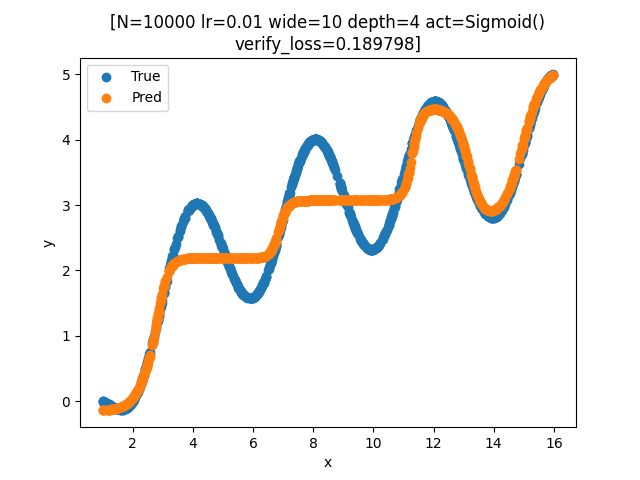 [N=10000 lr=0.01 wide=10 depth=4 act=Sigmoid()
verify_loss=0.189798]
True
Pred
5
4
3
2
1
0
y
2 4 6 8 10 12 14 16
x